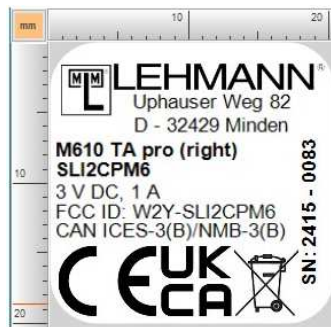 mm
10
20
10
20
MM
L
LEHMANN®
Uphauser Weg 82
D - 32429 Minden
M610 TA pro (right)
SLI2CPM6
3 V DC, 1 A
FCC ID: W2Y-SLI2CPM6
CAN ICES-3(B)/NMB-3(B)
SN: 2415 - 0083
CE
UK
CA